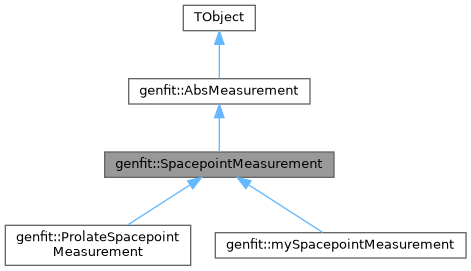 TObject
genfit::AbsMeasurement
genfit::SpacepointMeasurement
genfit::ProlateSpacepoint
Measurement
genfit::mySpacepointMeasurement